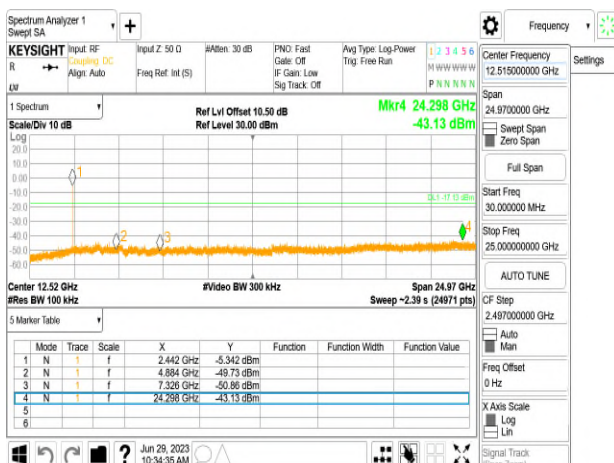 Spectrum Analyzer 1
Swept SA
+
Frequency
KEYSIGHT
R
Input: RF
Coupling: DC
Align: Auto
Input Z: 50 Ω
Freq Ref: Int (S)
#Atten: 30 dB
PNO: Fast
Gate: Off
IF Gain: Low
Sig Track: Off
Avg Type: Log-Power
Trig: Free Run
1 2 3 4 5 6
M W W W W W
P N N N N N
Center Frequency
12.515000000 GHz
Settings
Span
24.9700000 GHz
Swept Span
Zero Span
Full Span
Start Freq
30.000000 MHz
Stop Freq
25.000000000 GHz
AUTO TUNE
CF Step
2.497000000 GHz
Auto
Man
Freq Offset
0 Hz
X Axis Scale
Log
Lin
Signal Track
1 Spectrum
Scale/Div 10 dB
Log
Ref Lvl Offset 10.50 dB
Ref Level 30.00 dBm
Mkr4 24.298 GHz
-43.13 dBm
20.0
10.0
0.00
-10.0
-20.0
-30.0
-40.0
-50.0
-60.0
1
2
3
4
DL1 -17.13 dBm
Center 12.52 GHz
#Res BW 100 kHz
#Video BW 300 kHz
Span 24.97 GHz
Sweep ~2.39 s (24971 pts)
5 Marker Table
Mode Trace Scale X Y Function Function Width Function Value
1 N 1 f 2.442 GHz -5.342 dBm
2 N 1 f 4.884 GHz -49.73 dBm
3 N 1 f 7.326 GHz -50.86 dBm
4 N 1 f 24.298 GHz -43.13 dBm
5
6
?
Jun 29, 2023
10:34:35 AM